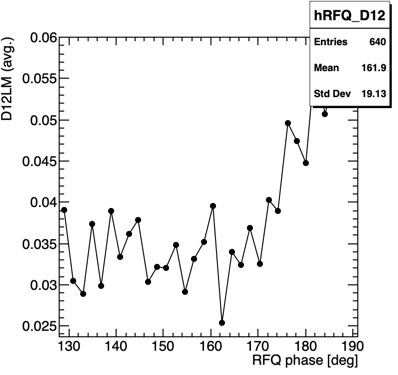 hRFQ_D12
Entries 640
Mean 161.9
Std Dev 19.13
D12LM (avg.)
0.06
0.055
0.05
0.045
0.04
0.035
0.03
0.025
130 140 150 160 170 180 190
RFQ phase [deg]